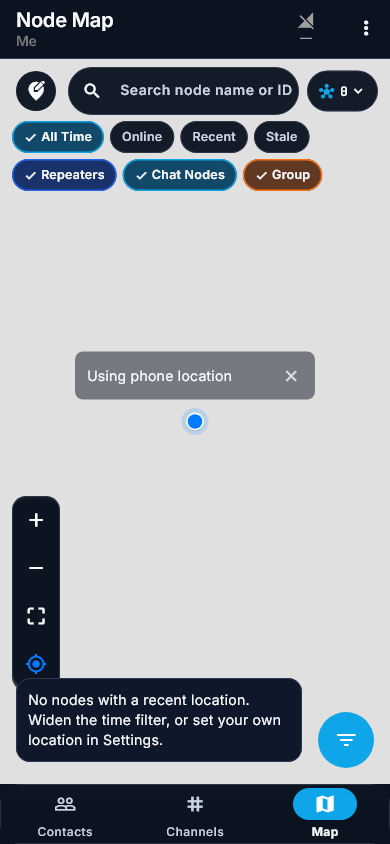 Node Map
Me
Search node name or ID
0
All Time
Online
Recent
Stale
Repeaters
Chat Nodes
Group
Using phone location
No nodes with a recent location.
Widen the time filter, or set your own
location in Settings.
Contacts
Channels
Map